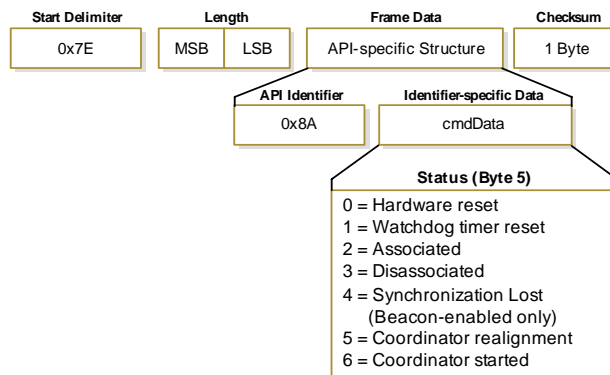 Start Delimiter Length Frame Data Checksum
0x7E MSB LSB API-specific Structure 1 Byte
API Identifier Identifier-specific Data
0x8A cmdData
Status (Byte 5)
0 = Hardware reset
1 = Watchdog timer reset
2 = Associated
3 = Disassociated
4 = Synchronization Lost
(Beacon-enabled only)
5 = Coordinator realignment
6 = Coordinator started